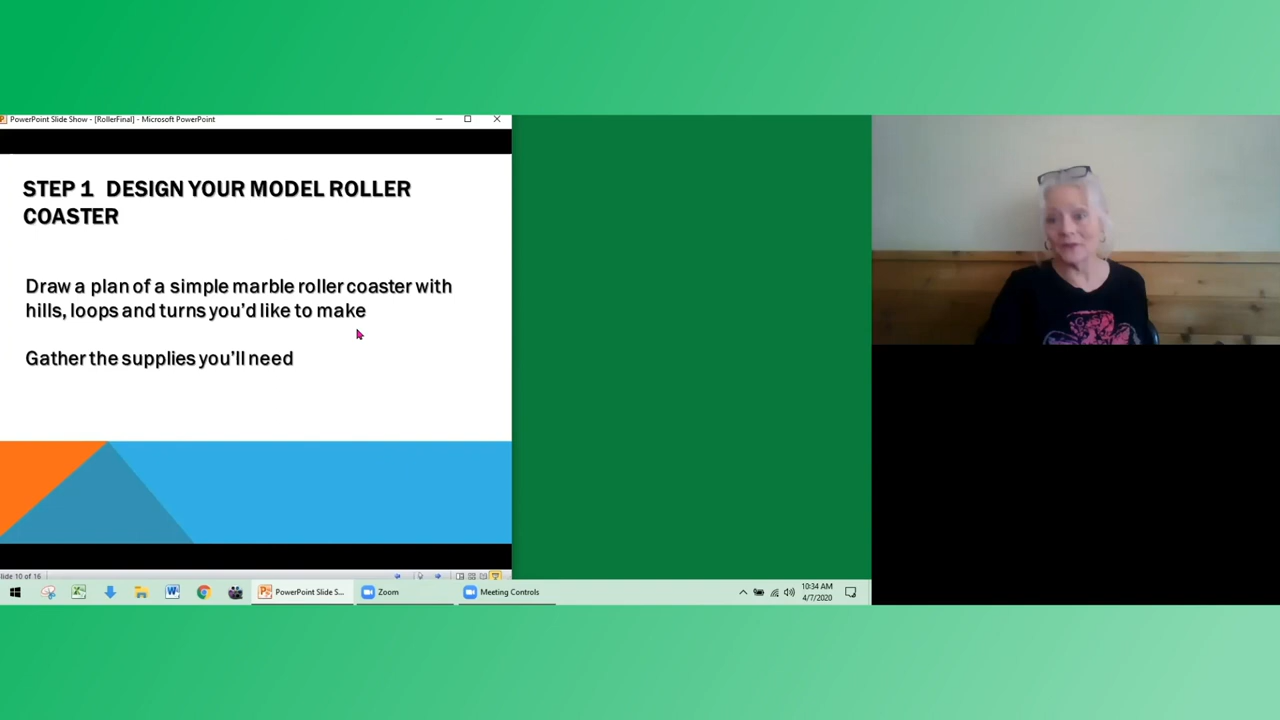 PowerPoint Slide Show - [RollerFinal] - Microsoft PowerPoint
STEP 1 DESIGN YOUR MODEL ROLLER
COASTER
Draw a plan of a simple marble roller coaster with
hills, loops and turns you'd like to make
Gather the supplies you'll need
lide 10 of 16
PowerPoint Slide S...
Zoom
Meeting Controls
10:34 AM
4/7/2020